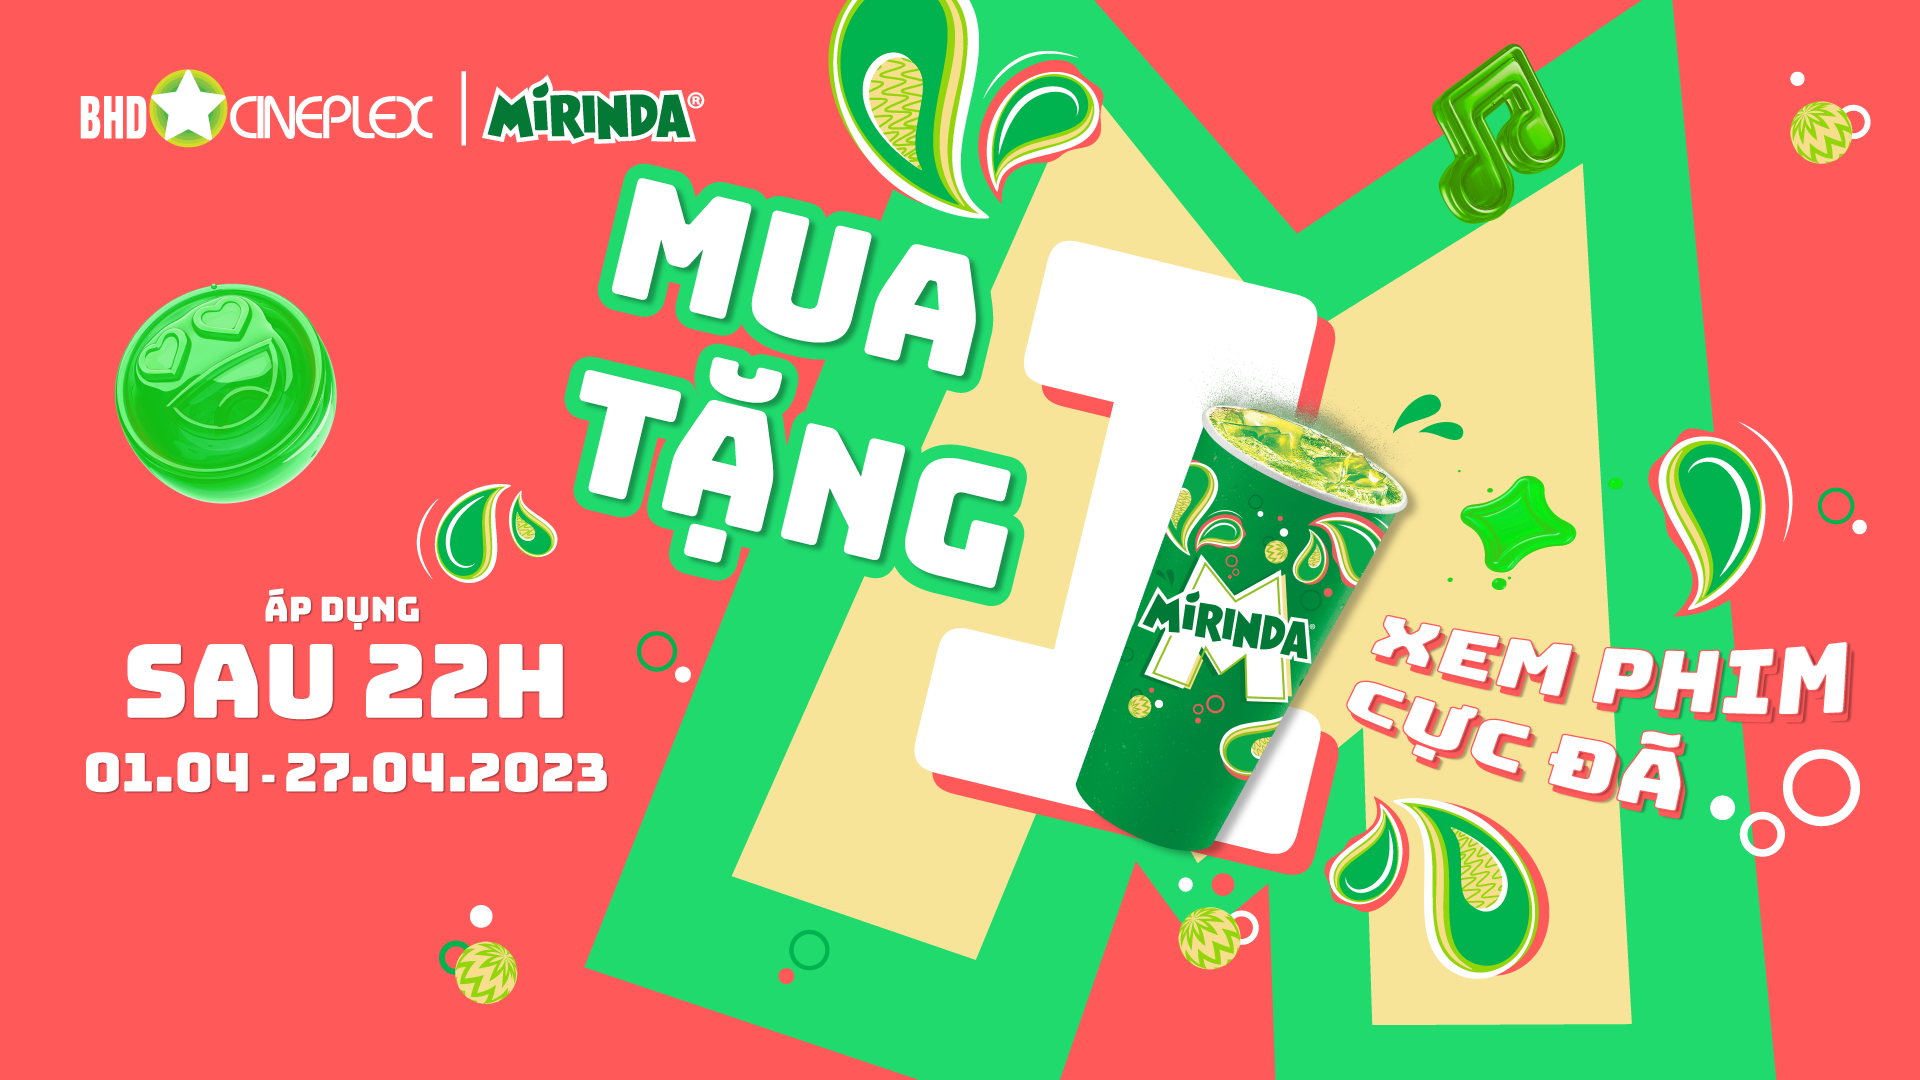 BHD CINEPLEX | MIRINDA®
MUA 1
TẶNG
MIRINDA
XEM PHIM
CỰC ĐÃ
ÁP DỤNG
SAU 22H
01.04 - 27.04.2023